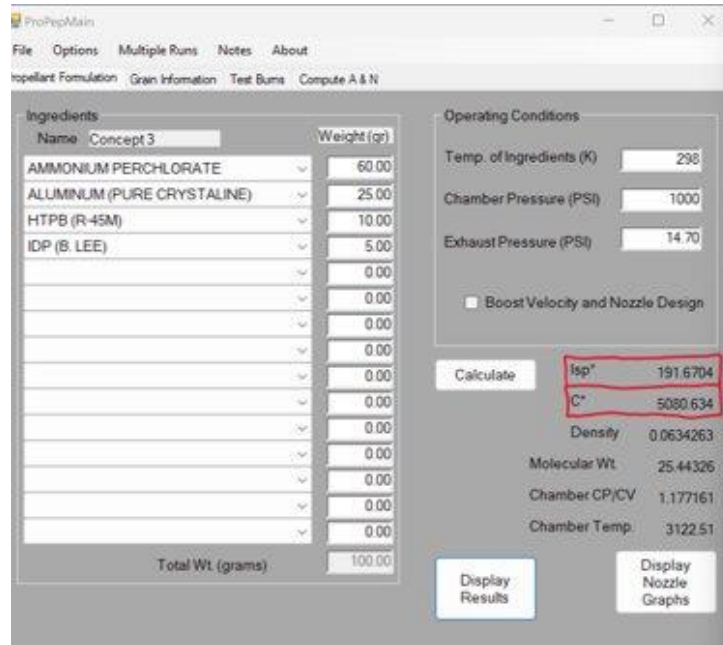 ProPepMain
File Options Multiple Runs Notes About
ropellant Formulation Grain Information Test Burns Compute A & N
Ingredients
Name Concept 3 Weight (gr)
AMMONIUM PERCHLORATE 60.00
ALUMINUM (PURE CRYSTALINE) 25.00
HTPB (R-45M) 10.00
IDP (B. LEE) 5.00
0.00
0.00
0.00
0.00
0.00
0.00
0.00
0.00
0.00
0.00
0.00
Total Wt. (grams) 100.00
Operating Conditions
Temp. of Ingredients (K) 298
Chamber Pressure (PSI) 1000
Exhaust Pressure (PSI) 14.70
Boost Velocity and Nozzle Design
Calculate
Isp* 191.6704
C* 5080.634
Density 0.0634263
Molecular Wt. 25.44326
Chamber CP/CV 1.177161
Chamber Temp. 3122.51
Display Results
Display Nozzle Graphs